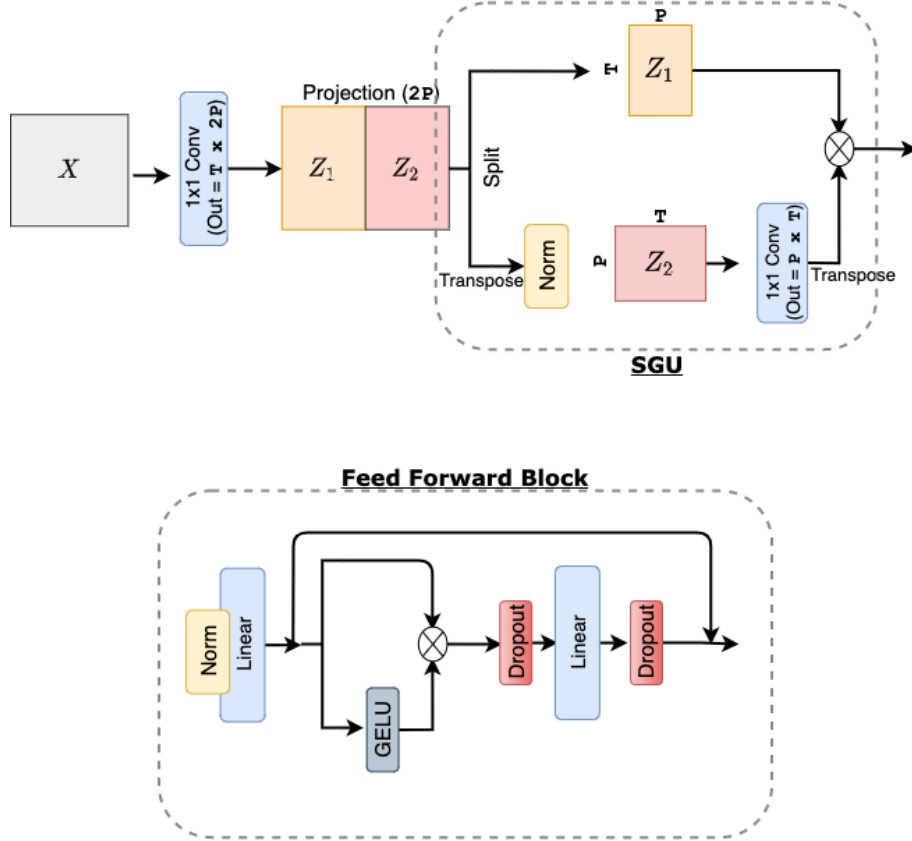 P
T
Z₁
Projection (2P)
X
1x1 Conv
(Out = T x 2P)
Z₁
Z₂
Split
T
P
Z₂
Transpose
Norm
1x1 Conv
(Out = P x T)
Transpose
SGU
Feed Forward Block
Norm
Linear
GELU
Dropout
Linear
Dropout